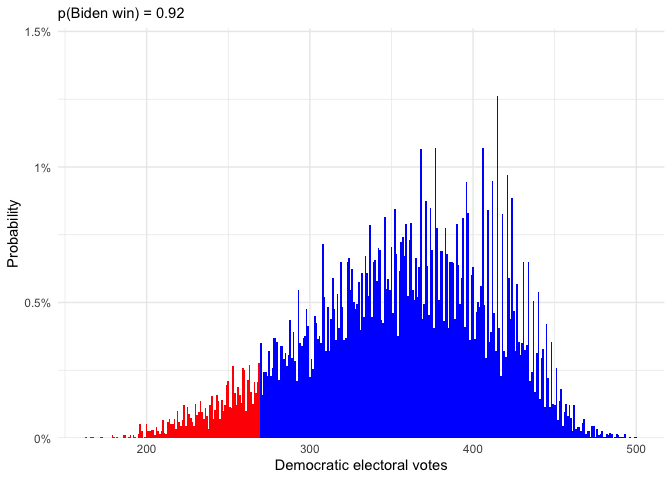 p(Biden win) = 0.92
1.5%
1%
0.5%
0%
Probability
200
300
400
500
Democratic electoral votes